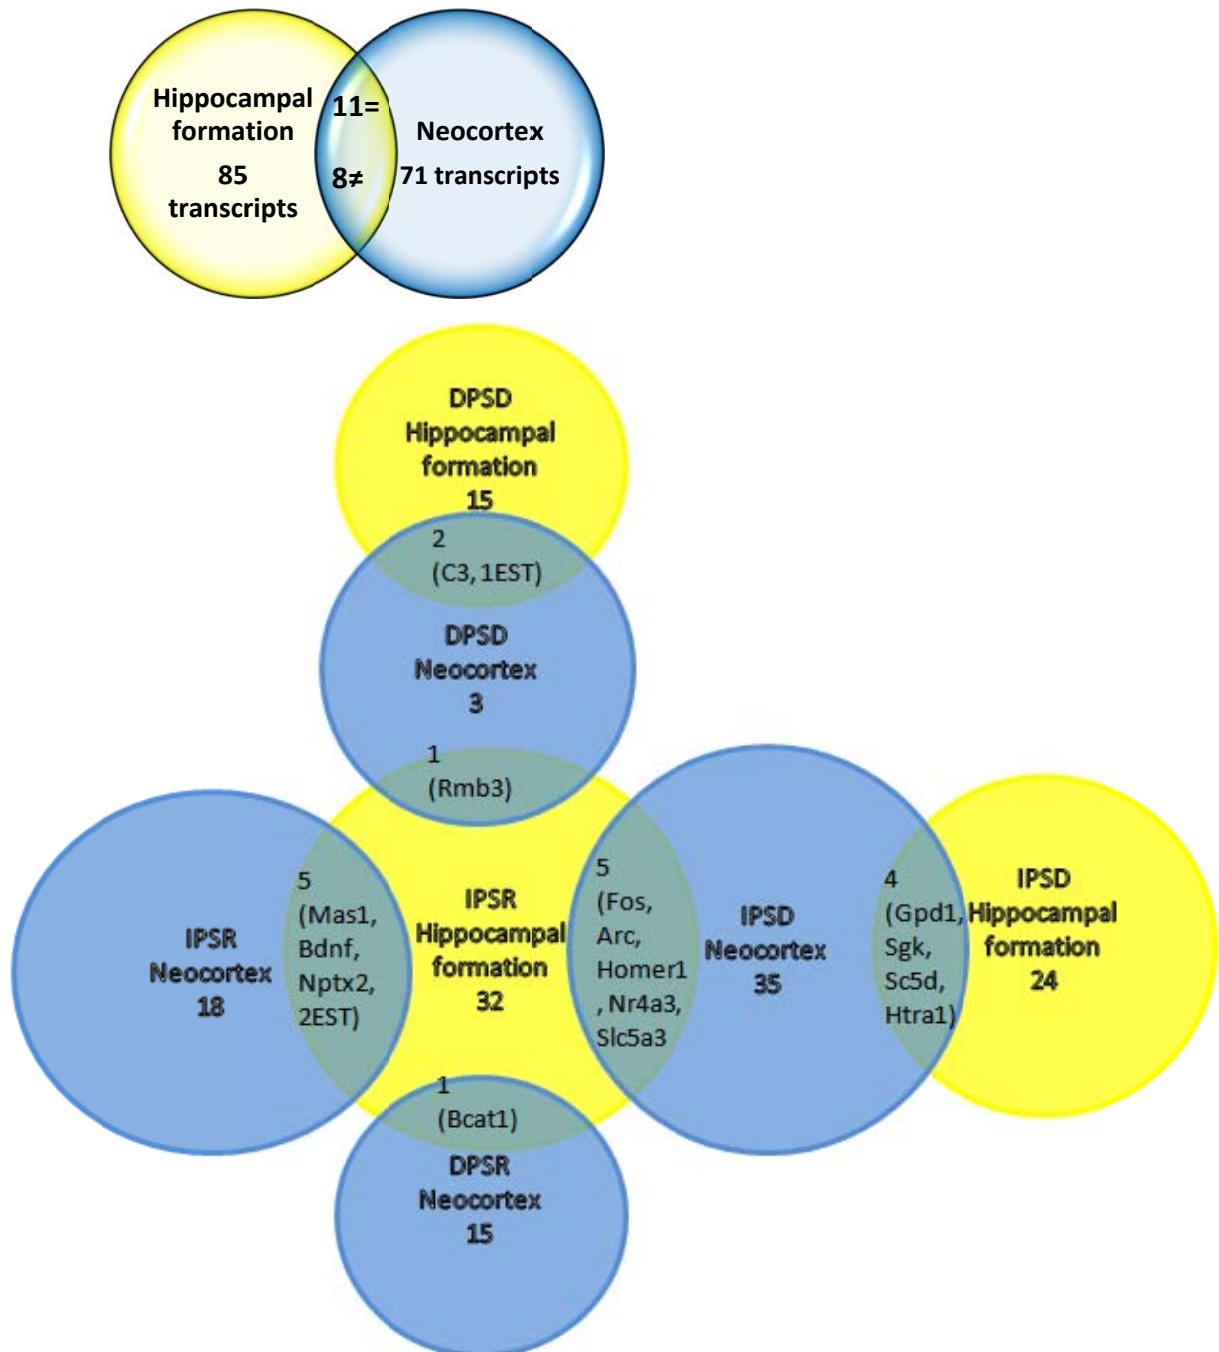 Hippocampal
formation
85
transcripts
11=
8≠
Neocortex
71 transcripts
DPSD
Hippocampal
formation
15
2
(C3, 1EST)
DPSD
Neocortex
3
1
(Rmb3)
IPSR
Neocortex
18
5
(Mas1,
Bdnf,
Nptx2,
2EST)
IPSR
Hippocampal
formation
32
5
(Fos,
Arc,
Homer1
, Nr4a3,
Slc5a3
IPSD
Neocortex
35
4
(Gpd1,
Sgk,
Sc5d,
Htra1)
IPSD
Hippocampal
formation
24
1
(Bcat1)
DPSR
Neocortex
15